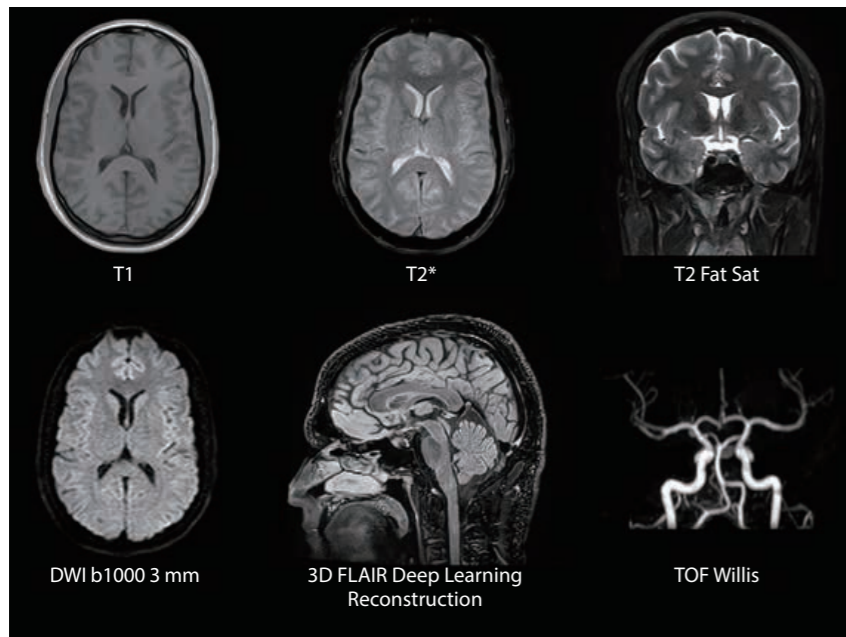 T1
T2*
T2 Fat Sat
DWI b1000 3 mm
3D FLAIR Deep Learning
Reconstruction
TOF Willis